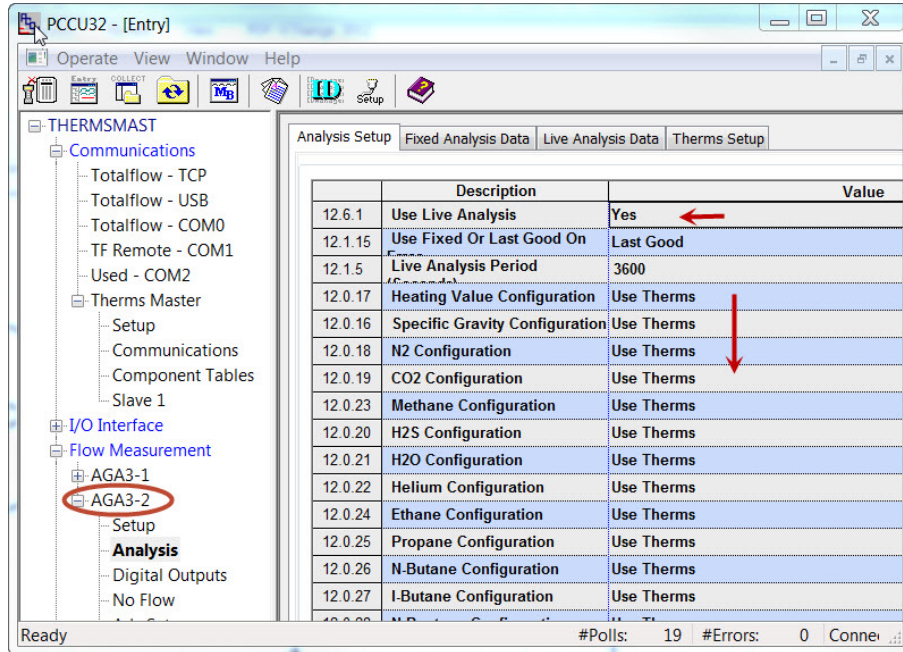 PCCU32 - [Entry]
Operate View Window Help
Entry COLLECT MB ID Setup
THERMSMAST
Communications
Totalflow - TCP
Totalflow - USB
Totalflow - COM0
TF Remote - COM1
Used - COM2
Therms Master
Setup
Communications
Component Tables
Slave 1
I/O Interface
Flow Measurement
AGA3-1
AGA3-2
Setup
Analysis
Digital Outputs
No Flow
Analysis Setup Fixed Analysis Data Live Analysis Data Therms Setup
Description Value
12.6.1 Use Live Analysis Yes
12.1.15 Use Fixed Or Last Good On Last Good
12.1.5 Live Analysis Period 3600
12.0.17 Heating Value Configuration Use Therms
12.0.16 Specific Gravity Configuration Use Therms
12.0.18 N2 Configuration Use Therms
12.0.19 CO2 Configuration Use Therms
12.0.23 Methane Configuration Use Therms
12.0.20 H2S Configuration Use Therms
12.0.21 H2O Configuration Use Therms
12.0.22 Helium Configuration Use Therms
12.0.24 Ethane Configuration Use Therms
12.0.25 Propane Configuration Use Therms
12.0.26 N-Butane Configuration Use Therms
12.0.27 I-Butane Configuration Use Therms
Ready #Polls: 19 #Errors: 0 Connec